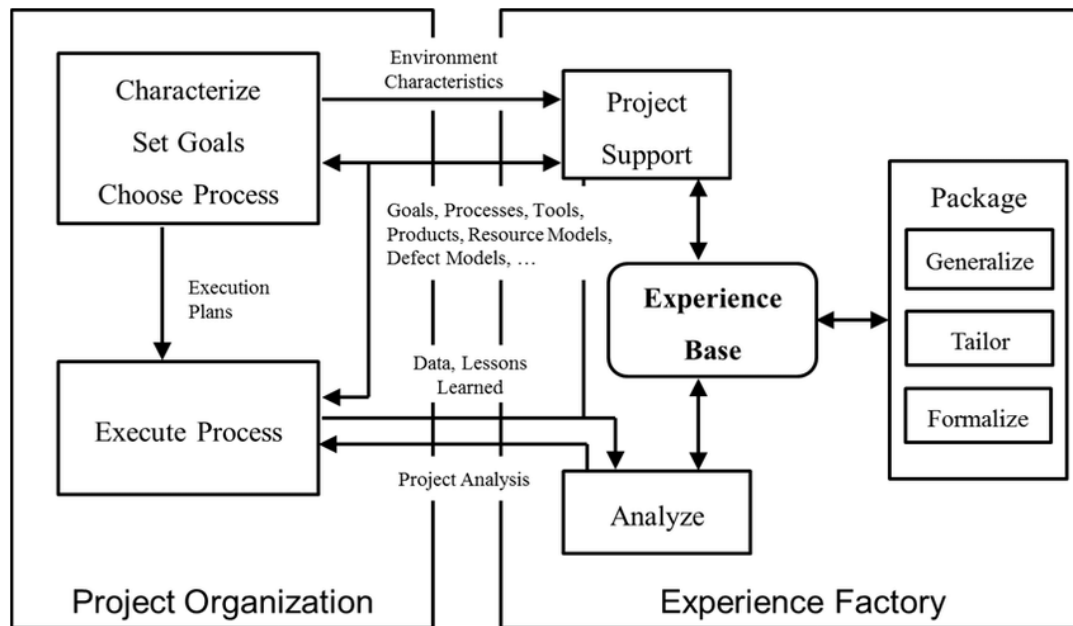 Characterize
Set Goals
Choose Process
Environment
Characteristics
Project
Support
Goals, Processes, Tools,
Products, Resource Models,
Defect Models, …
Execution
Plans
Experience
Base
Package
Generalize
Tailor
Formalize
Data, Lessons
Learned
Execute Process
Project Analysis
Analyze
Project Organization
Experience Factory